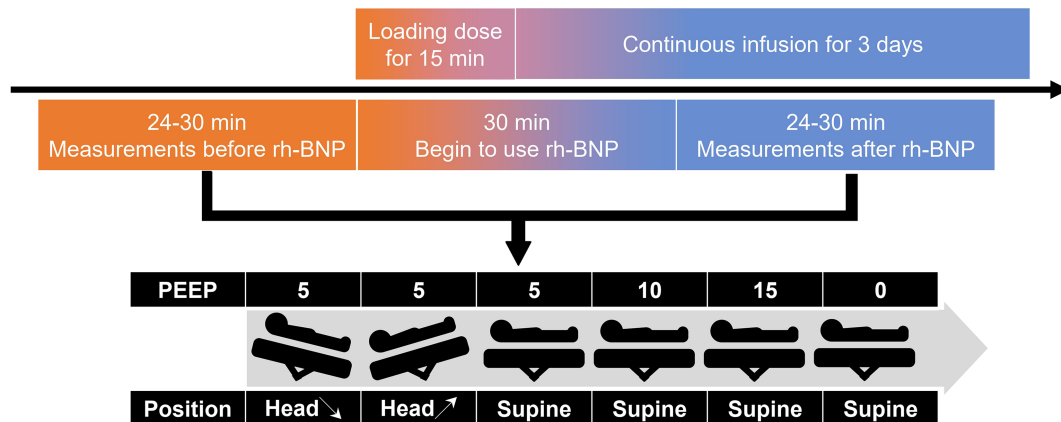 Loading dose
for 15 min
Continuous infusion for 3 days
24-30 min
Measurements before rh-BNP
30 min
Begin to use rh-BNP
24-30 min
Measurements after rh-BNP
PEEP 5 5 5 10 15 0
Position Head↘ Head↗ Supine Supine Supine Supine